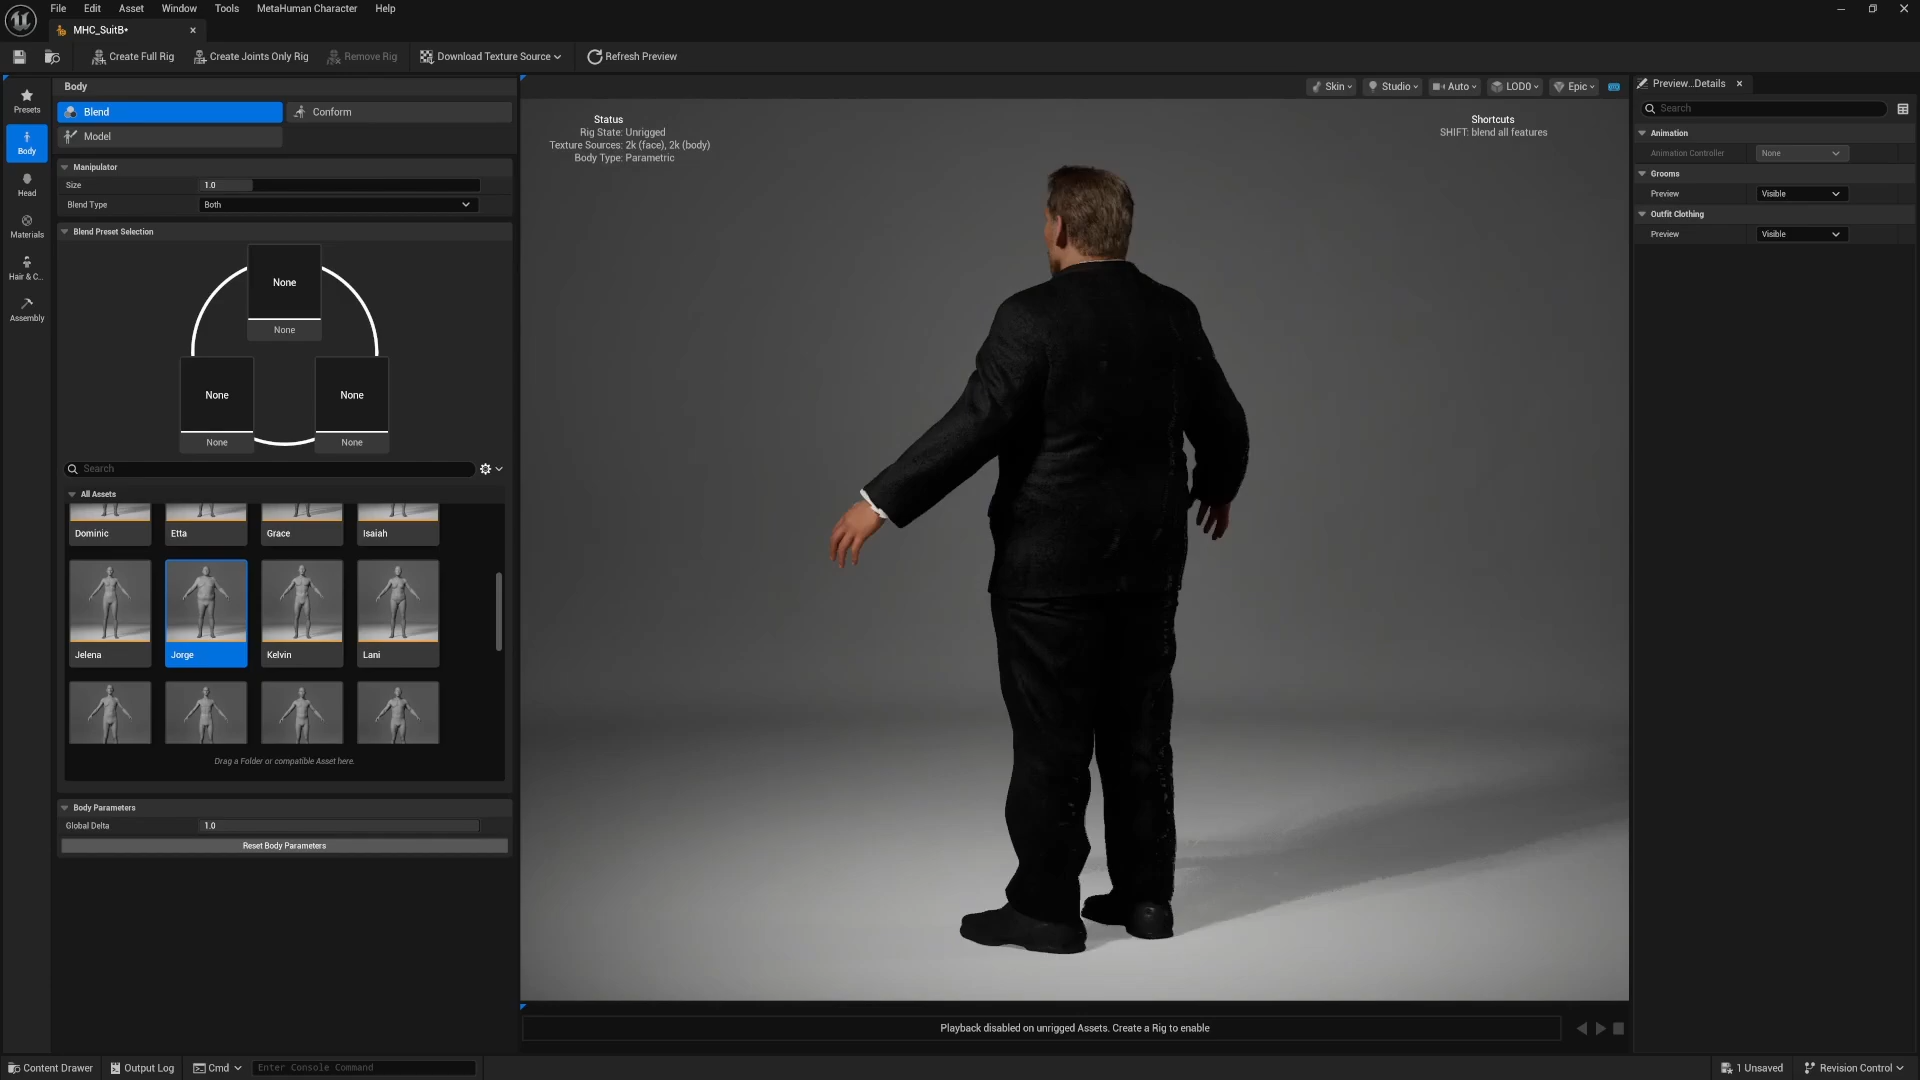 File Edit Asset Window Tools MetaHuman Character Help
MHC_SuitB*
Create Full Rig Create Joints Only Rig Remove Rig Download Texture Source Refresh Preview
Presets
Body
Head
Materials
Hair & C...
Assembly
Body
Blend Conform
Model
Manipulator
Size 1.0
Blend Type Both
Blend Preset Selection
None
None
None None
None None
Search
All Assets
Dominic Etta Grace Isaiah
Jelena Jorge Kelvin Lani
Drag a Folder or compatible Asset here.
Body Parameters
Global Delta 1.0
Reset Body Parameters
Skin Studio Auto LOD0 Epic
Status
Rig State: Unrigged
Texture Sources: 2k (face), 2k (body)
Body Type: Parametric
Shortcuts
SHIFT: blend all features
Playback disabled on unrigged Assets. Create a Rig to enable
Preview...Details
Search
Animation
Animation Controller None
Grooms
Preview Visible
Outfit Clothing
Preview Visible
Content Drawer Output Log Cmd Enter Console Command
1 Unsaved Revision Control